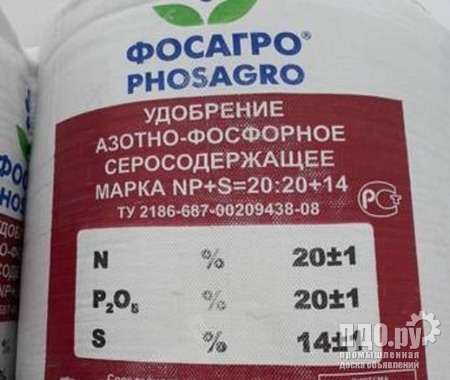 ФОСАГРО®
PHOSAGRO
УДОБРЕНИЕ
АЗОТНО-ФОСФОРНОЕ
СЕРОСОДЕРЖАЩЕЕ
МАРКА NP+S=20:20+14
ТУ 2186-687-00209438-08
РСТ
N % 20±1
P₂O₅ % 20±1
S % 14±1
ПДО.ру
промышленная
доска объявлений